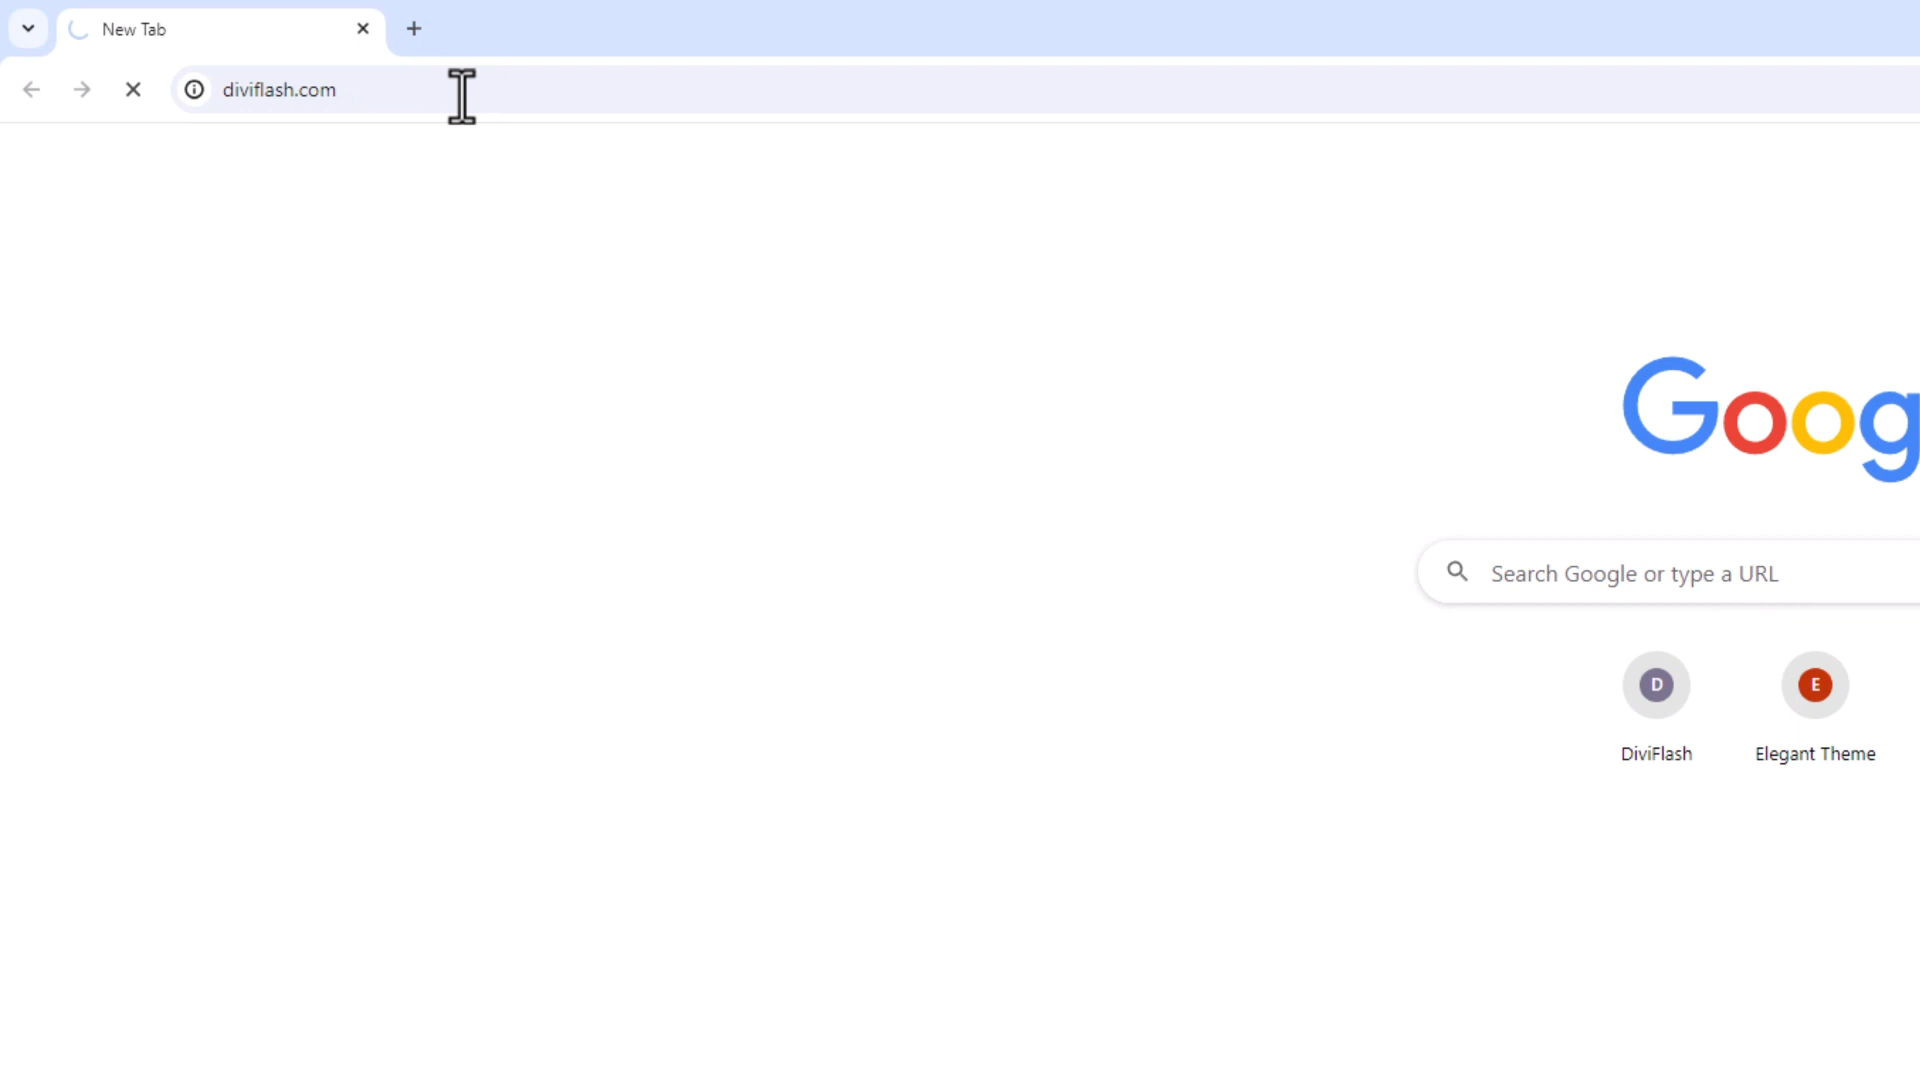 New Tab
diviflash.com
Goog
Search Google or type a URL
D
E
DiviFlash
Elegant Theme